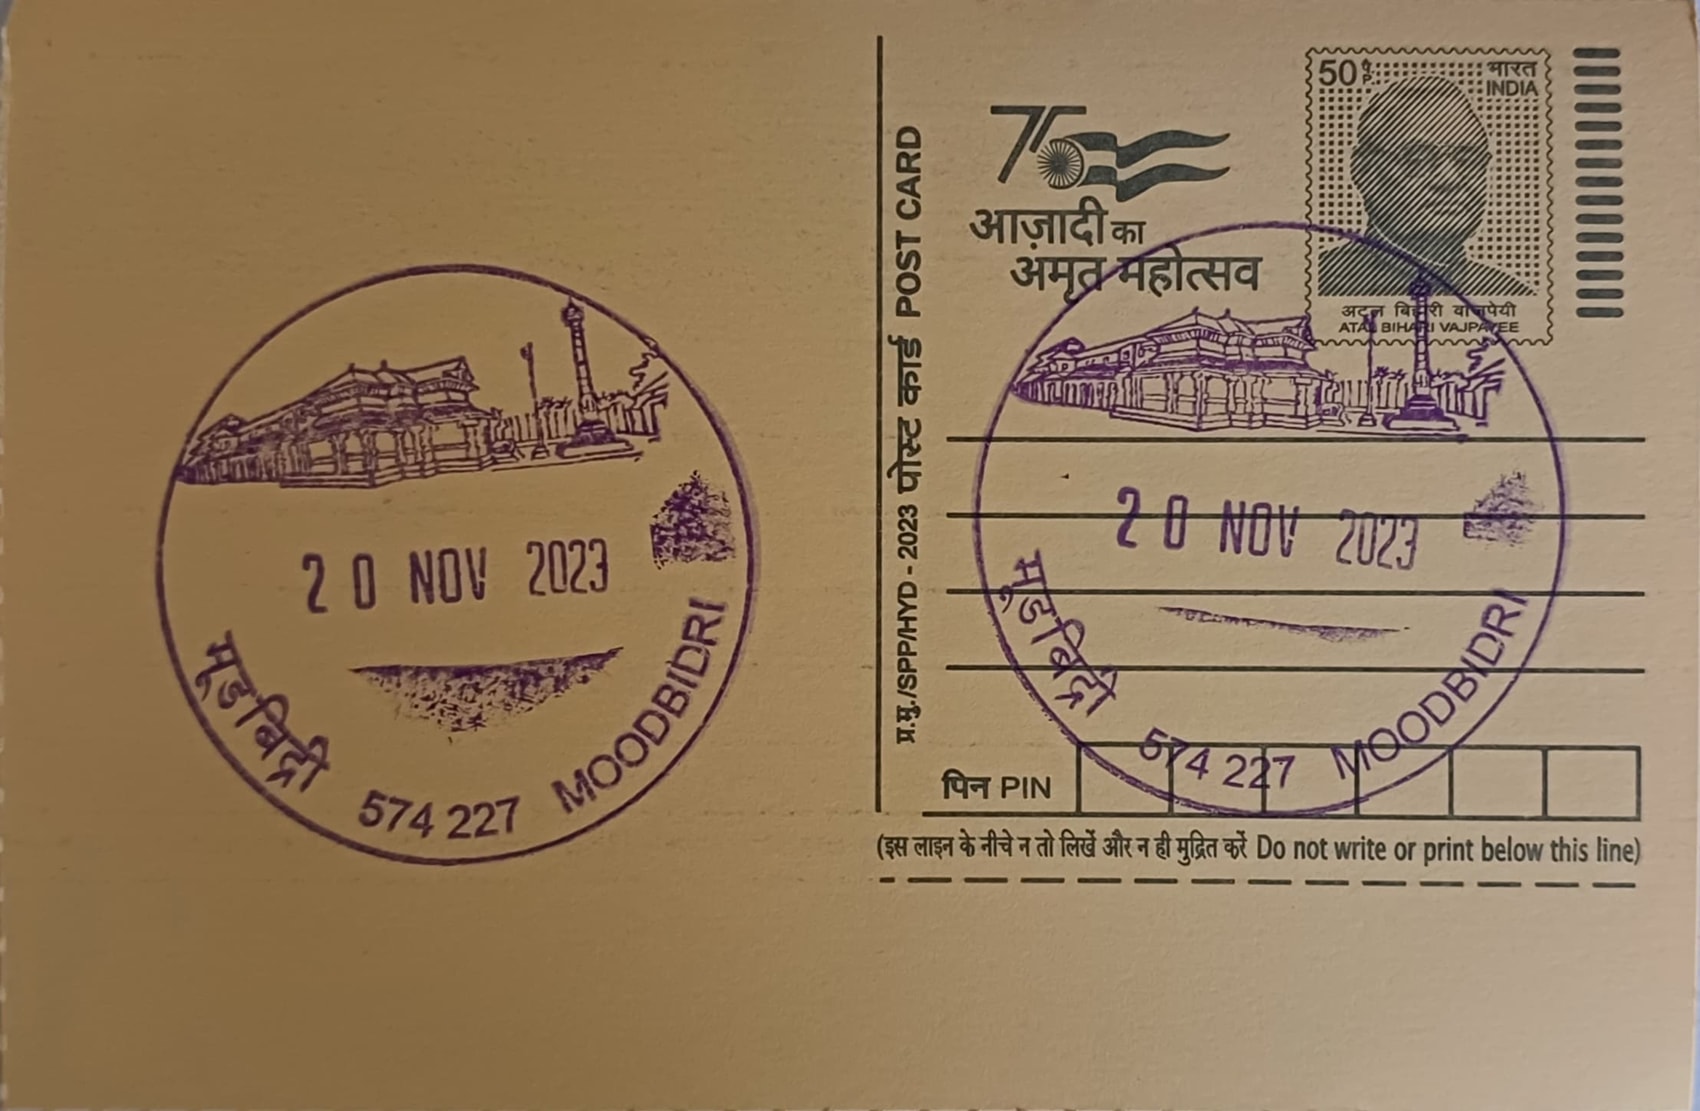 20 NOV 2023
मूडबिद्री 574 227 MOODBIDRI
प्र.मु./SPP/HYD - 2023 पोस्ट कार्ड POST CARD
75
आज़ादी का
अमृत महोत्सव
50 पै. P. भारत
INDIA
अटल बिहारी वाजपेयी
ATAL BIHARI VAJPAYEE
20 NOV 2023
मूडबिद्री 574 227 MOODBIDRI
पिन PIN
(इस लाइन के नीचे न तो लिखें और न ही मुद्रित करें Do not write or print below this line)